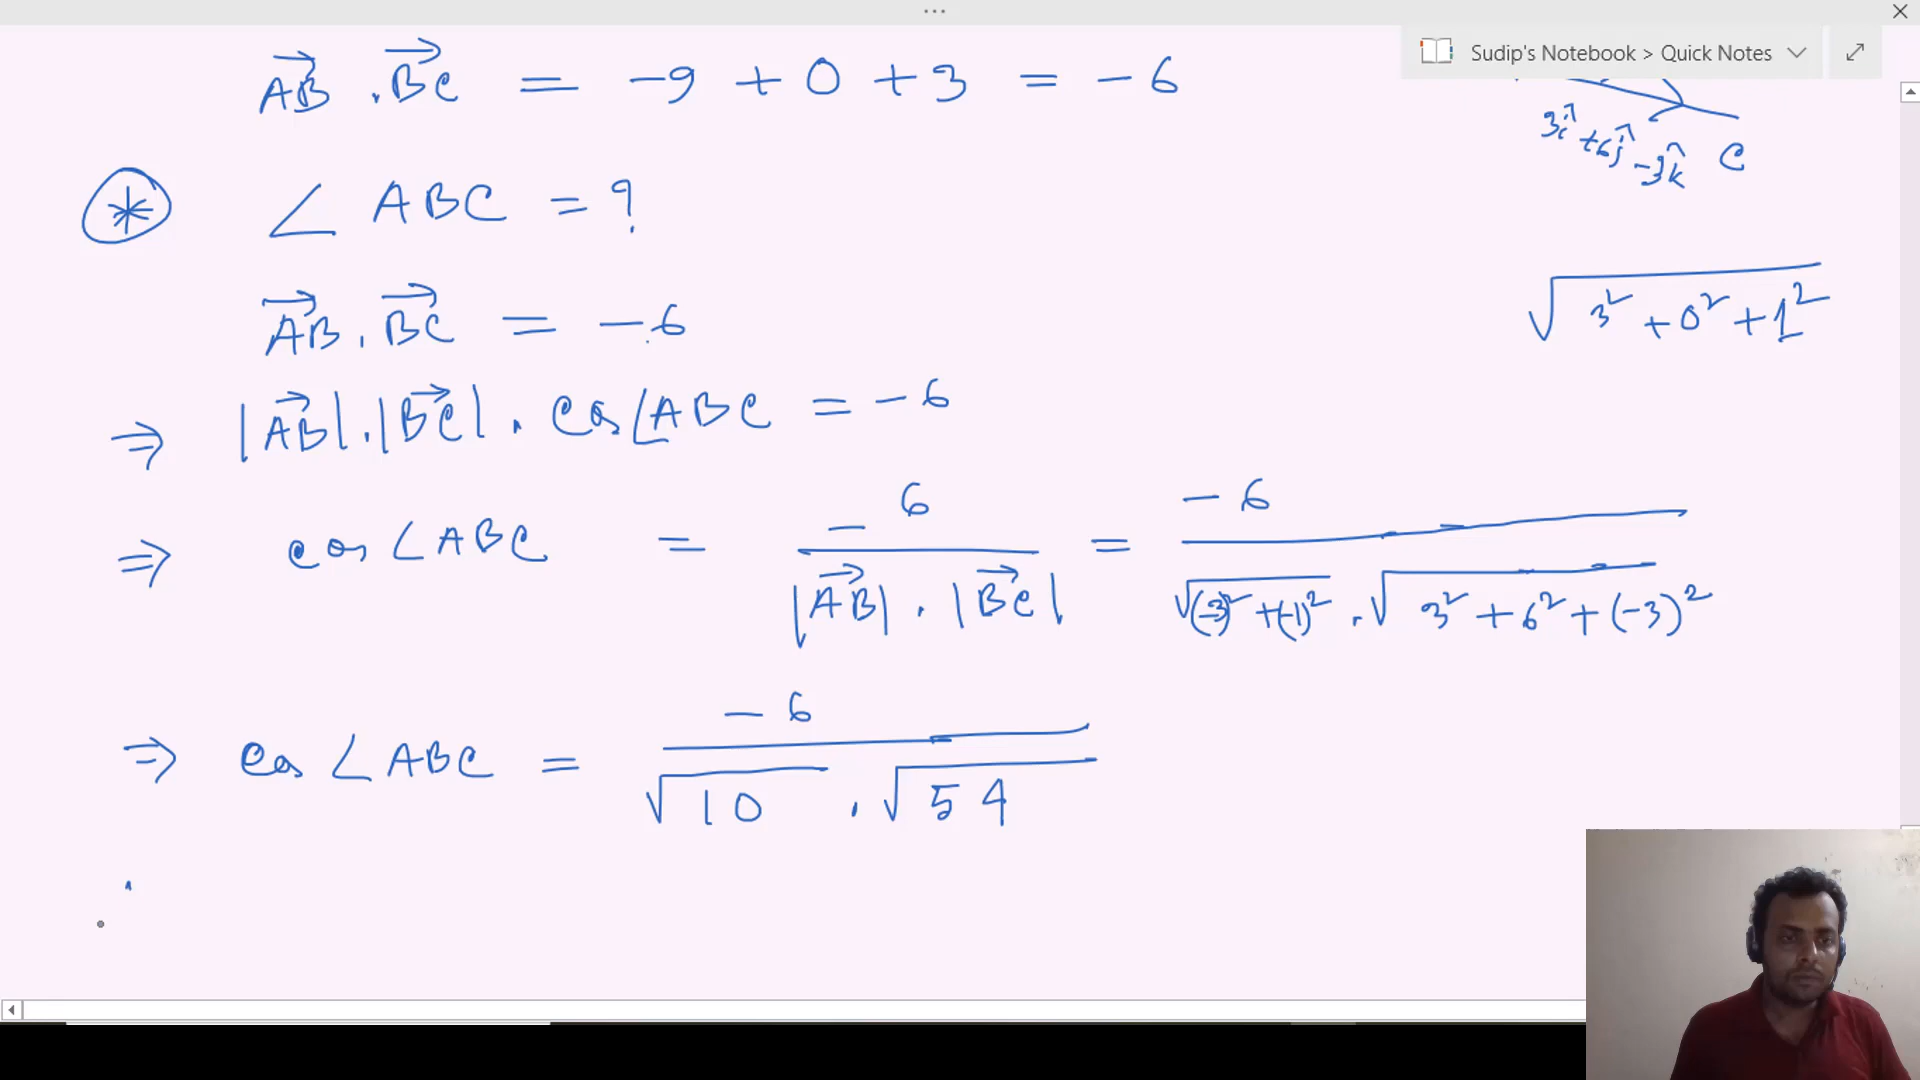 ...
Sudip's Notebook > Quick Notes
AB⃗ . BC⃗ = -9 + 0 + 3 = -6
3î + 6ĵ - 3k̂ C
* ∠ABC = ?
√(3² + 0² + 1²)
AB⃗ . BC⃗ = -6
⇒ |AB⃗| . |BC⃗| . cos∠ABC = -6
⇒ cos∠ABC = -6 / (|AB⃗| . |BC⃗|) = -6 / (√((-3)² + (-1)²) . √(3² + 6² + (-3)²))
⇒ cos∠ABC = -6 / (√10 . √54)